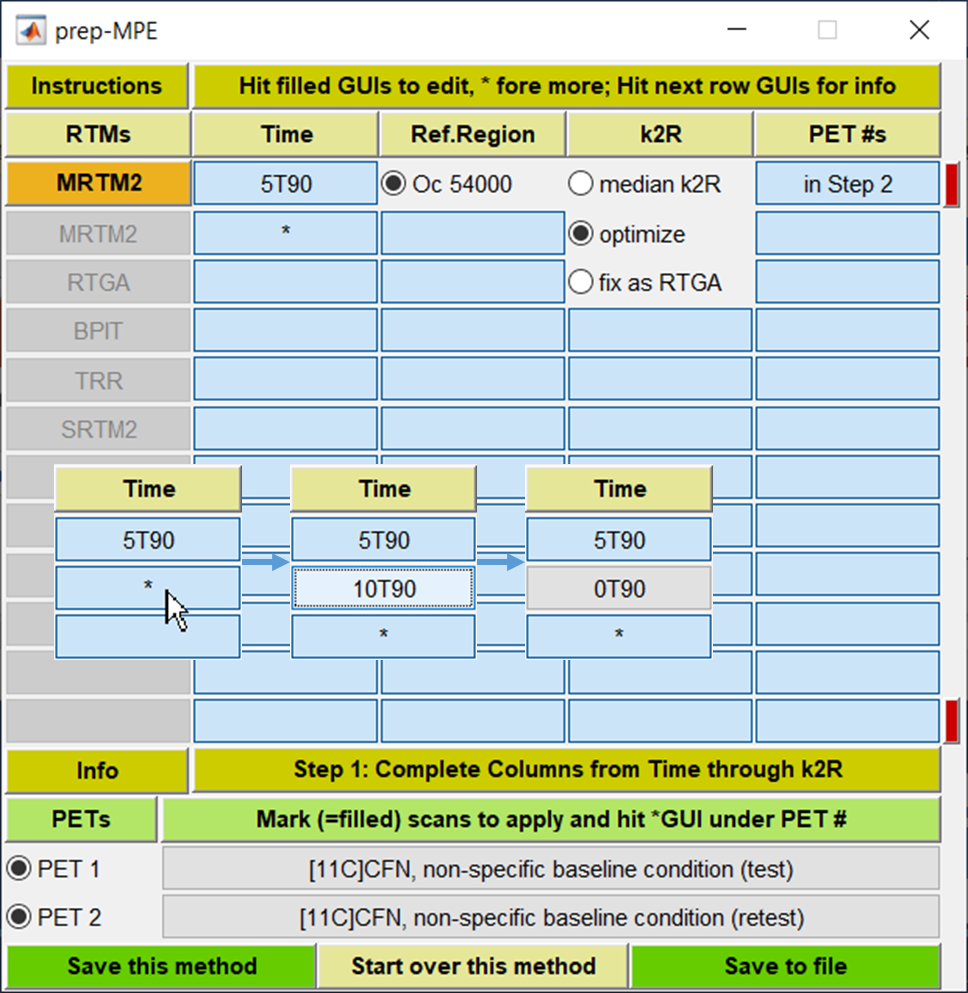 prep-MPE
Instructions Hit filled GUIs to edit, * fore more; Hit next row GUIs for info
RTMs Time Ref.Region k2R PET #s
MRTM2 5T90 Oc 54000 median k2R in Step 2
MRTM2 * optimize
RTGA fix as RTGA
BPIT
TRR
SRTM2
Time Time Time
5T90 5T90 5T90
* 10T90 0T90
* *
Info Step 1: Complete Columns from Time through k2R
PETs Mark (=filled) scans to apply and hit *GUI under PET #
PET 1 [11C]CFN, non-specific baseline condition (test)
PET 2 [11C]CFN, non-specific baseline condition (retest)
Save this method Start over this method Save to file